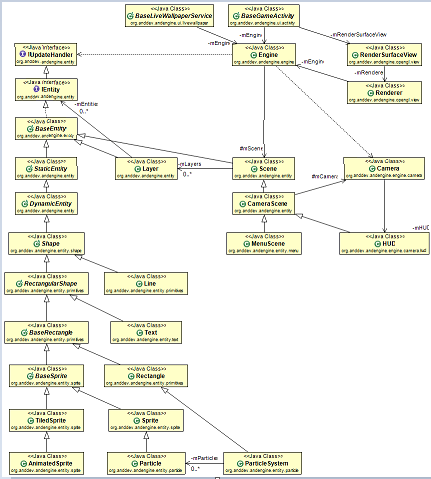 <<Java Class>>
BaseLiveWallpaperService
org.anddev.andengine.ui.livewallpaper
<<Java Class>>
BaseGameActivity
org.anddev.andengine.ui.activity
-mEngine
-mEngine
-mRenderSurfaceView
<<Java Interface>>
IUpdateHandler
org.anddev.andengine.entity
<<Java Class>>
Engine
org.anddev.andengine.engine
<<Java Class>>
RenderSurfaceView
org.anddev.andengine.opengl.view
-mEngine
-mRenderer
<<Java Interface>>
IEntity
org.anddev.andengine.entity
<<Java Class>>
Renderer
org.anddev.andengine.opengl.view
-mEntities
0..*
<<Java Class>>
BaseEntity
org.anddev.andengine.entity
#mScene
<<Java Class>>
StaticEntity
org.anddev.andengine.entity
<<Java Class>>
Layer
org.anddev.andengine.entity
-mLayers
0..*
<<Java Class>>
Scene
org.anddev.andengine.entity
<<Java Class>>
Camera
org.anddev.andengine.engine.camera
#mCamera
<<Java Class>>
DynamicEntity
org.anddev.andengine.entity
<<Java Class>>
CameraScene
org.anddev.andengine.entity
-mHUD
<<Java Class>>
Shape
org.anddev.andengine.entity.shape
<<Java Class>>
MenuScene
org.anddev.andengine.entity.menu
<<Java Class>>
HUD
org.anddev.andengine.engine.camera.hud
<<Java Class>>
RectangularShape
org.anddev.andengine.entity.primitives
<<Java Class>>
Line
org.anddev.andengine.entity.primitives
<<Java Class>>
BaseRectangle
org.anddev.andengine.entity.primitives
<<Java Class>>
Text
org.anddev.andengine.entity.text
<<Java Class>>
BaseSprite
org.anddev.andengine.entity.sprite
<<Java Class>>
Rectangle
org.anddev.andengine.entity.primitives
<<Java Class>>
TiledSprite
org.anddev.andengine.entity.sprite
<<Java Class>>
Sprite
org.anddev.andengine.entity.sprite
<<Java Class>>
AnimatedSprite
org.anddev.andengine.entity.sprite
<<Java Class>>
Particle
org.anddev.andengine.entity.particle
-mParticles
0..*
<<Java Class>>
ParticleSystem
org.anddev.andengine.entity.particle